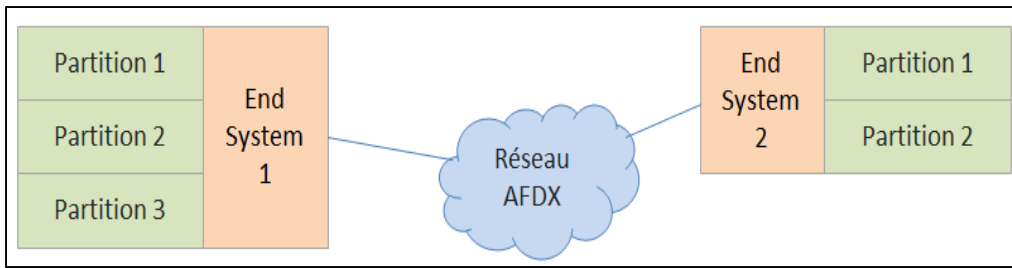 Partition 1
Partition 2
Partition 3
End
System
1
Réseau
AFDX
End
System
2
Partition 1
Partition 2